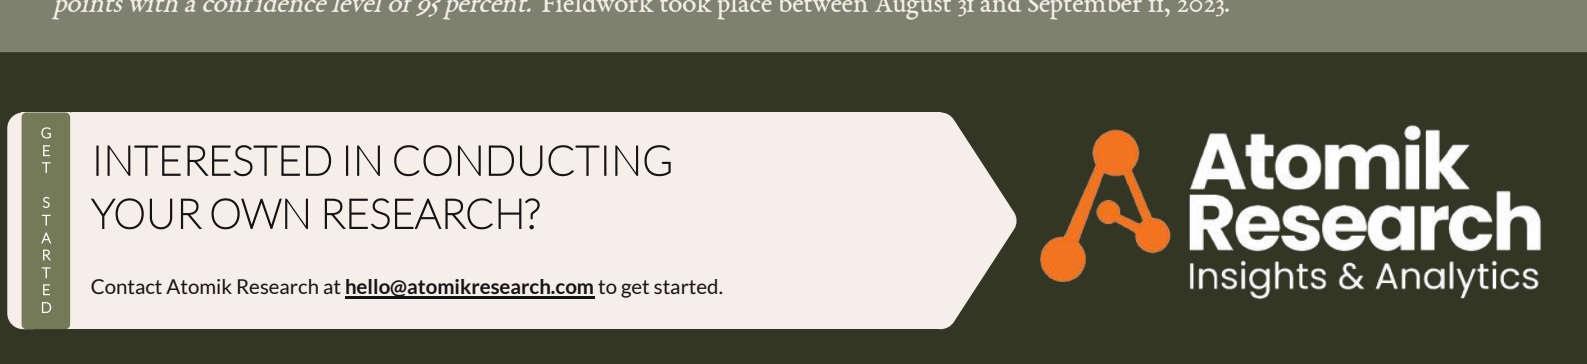 points with a confidence level of 95 percent. Fieldwork took place between August 31 and September 11, 2023.
GET STARTED
INTERESTED IN CONDUCTING
YOUR OWN RESEARCH?
Contact Atomik Research at hello@atomikresearch.com to get started.
Atomik
Research
Insights & Analytics